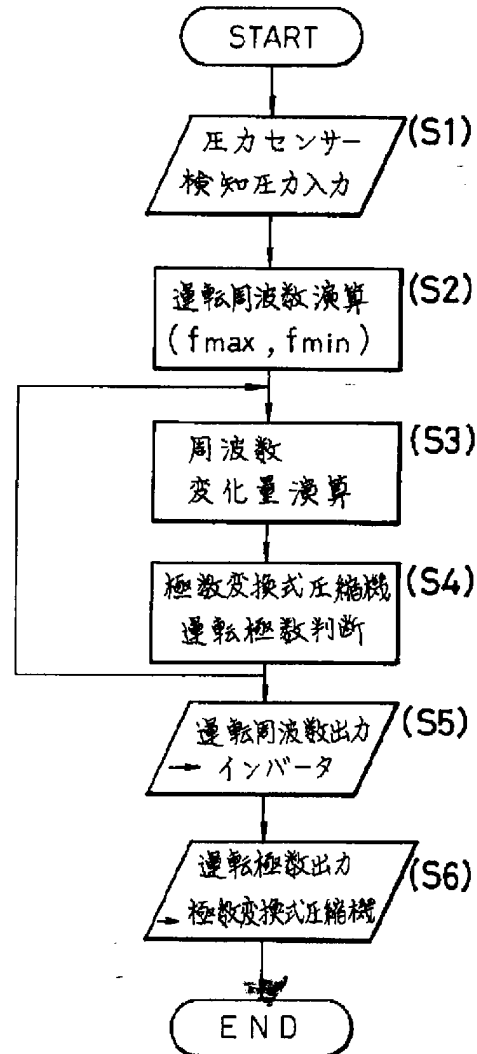 START
圧力センサー
検知圧力入力
(S1)
運転周波数演算
(fmax, fmin)
(S2)
周波数
変化量演算
(S3)
極数変換式圧縮機
運転極数判断
(S4)
運転周波数出力
→ インバータ
(S5)
運転極数出力
→ 極数変換式圧縮機
(S6)
END